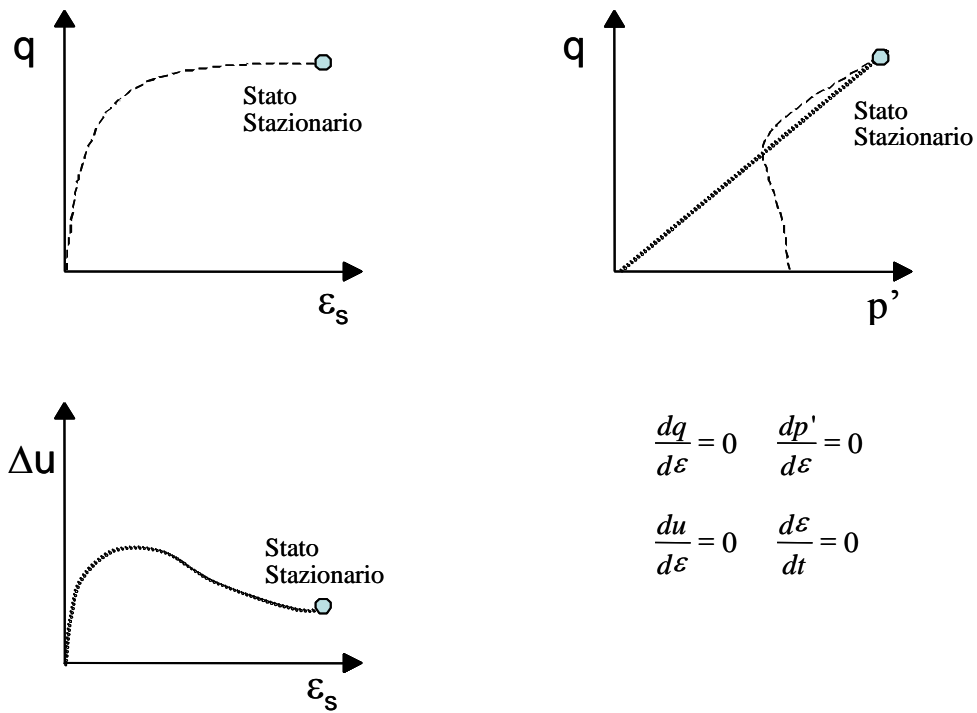 q
Stato
Stazionario
εs
q
Stato
Stazionario
p’
Δu
Stato
Stazionario
εs
dq/dε = 0 dp'/dε = 0
du/dε = 0 dε/dt = 0